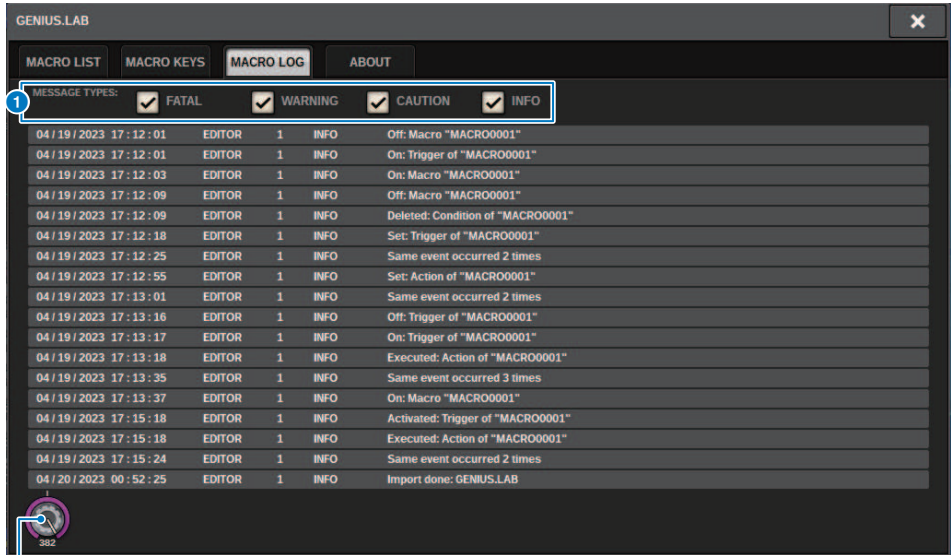 GENIUS.LAB
MACRO LIST MACRO KEYS MACRO LOG ABOUT
1 MESSAGE TYPES: FATAL WARNING CAUTION INFO
04 / 19 / 2023 17 : 12 : 01 EDITOR 1 INFO Off: Macro "MACRO0001"
04 / 19 / 2023 17 : 12 : 01 EDITOR 1 INFO On: Trigger of "MACRO0001"
04 / 19 / 2023 17 : 12 : 03 EDITOR 1 INFO On: Macro "MACRO0001"
04 / 19 / 2023 17 : 12 : 09 EDITOR 1 INFO Off: Macro "MACRO0001"
04 / 19 / 2023 17 : 12 : 09 EDITOR 1 INFO Deleted: Condition of "MACRO0001"
04 / 19 / 2023 17 : 12 : 18 EDITOR 1 INFO Set: Trigger of "MACRO0001"
04 / 19 / 2023 17 : 12 : 25 EDITOR 1 INFO Same event occurred 2 times
04 / 19 / 2023 17 : 12 : 55 EDITOR 1 INFO Set: Action of "MACRO0001"
04 / 19 / 2023 17 : 13 : 01 EDITOR 1 INFO Same event occurred 2 times
04 / 19 / 2023 17 : 13 : 16 EDITOR 1 INFO Off: Trigger of "MACRO0001"
04 / 19 / 2023 17 : 13 : 17 EDITOR 1 INFO On: Trigger of "MACRO0001"
04 / 19 / 2023 17 : 13 : 18 EDITOR 1 INFO Executed: Action of "MACRO0001"
04 / 19 / 2023 17 : 13 : 35 EDITOR 1 INFO Same event occurred 3 times
04 / 19 / 2023 17 : 13 : 37 EDITOR 1 INFO On: Macro "MACRO0001"
04 / 19 / 2023 17 : 15 : 18 EDITOR 1 INFO Activated: Trigger of "MACRO0001"
04 / 19 / 2023 17 : 15 : 18 EDITOR 1 INFO Executed: Action of "MACRO0001"
04 / 19 / 2023 17 : 15 : 24 EDITOR 1 INFO Same event occurred 2 times
04 / 20 / 2023 00 : 52 : 25 EDITOR 1 INFO Import done: GENIUS.LAB
382